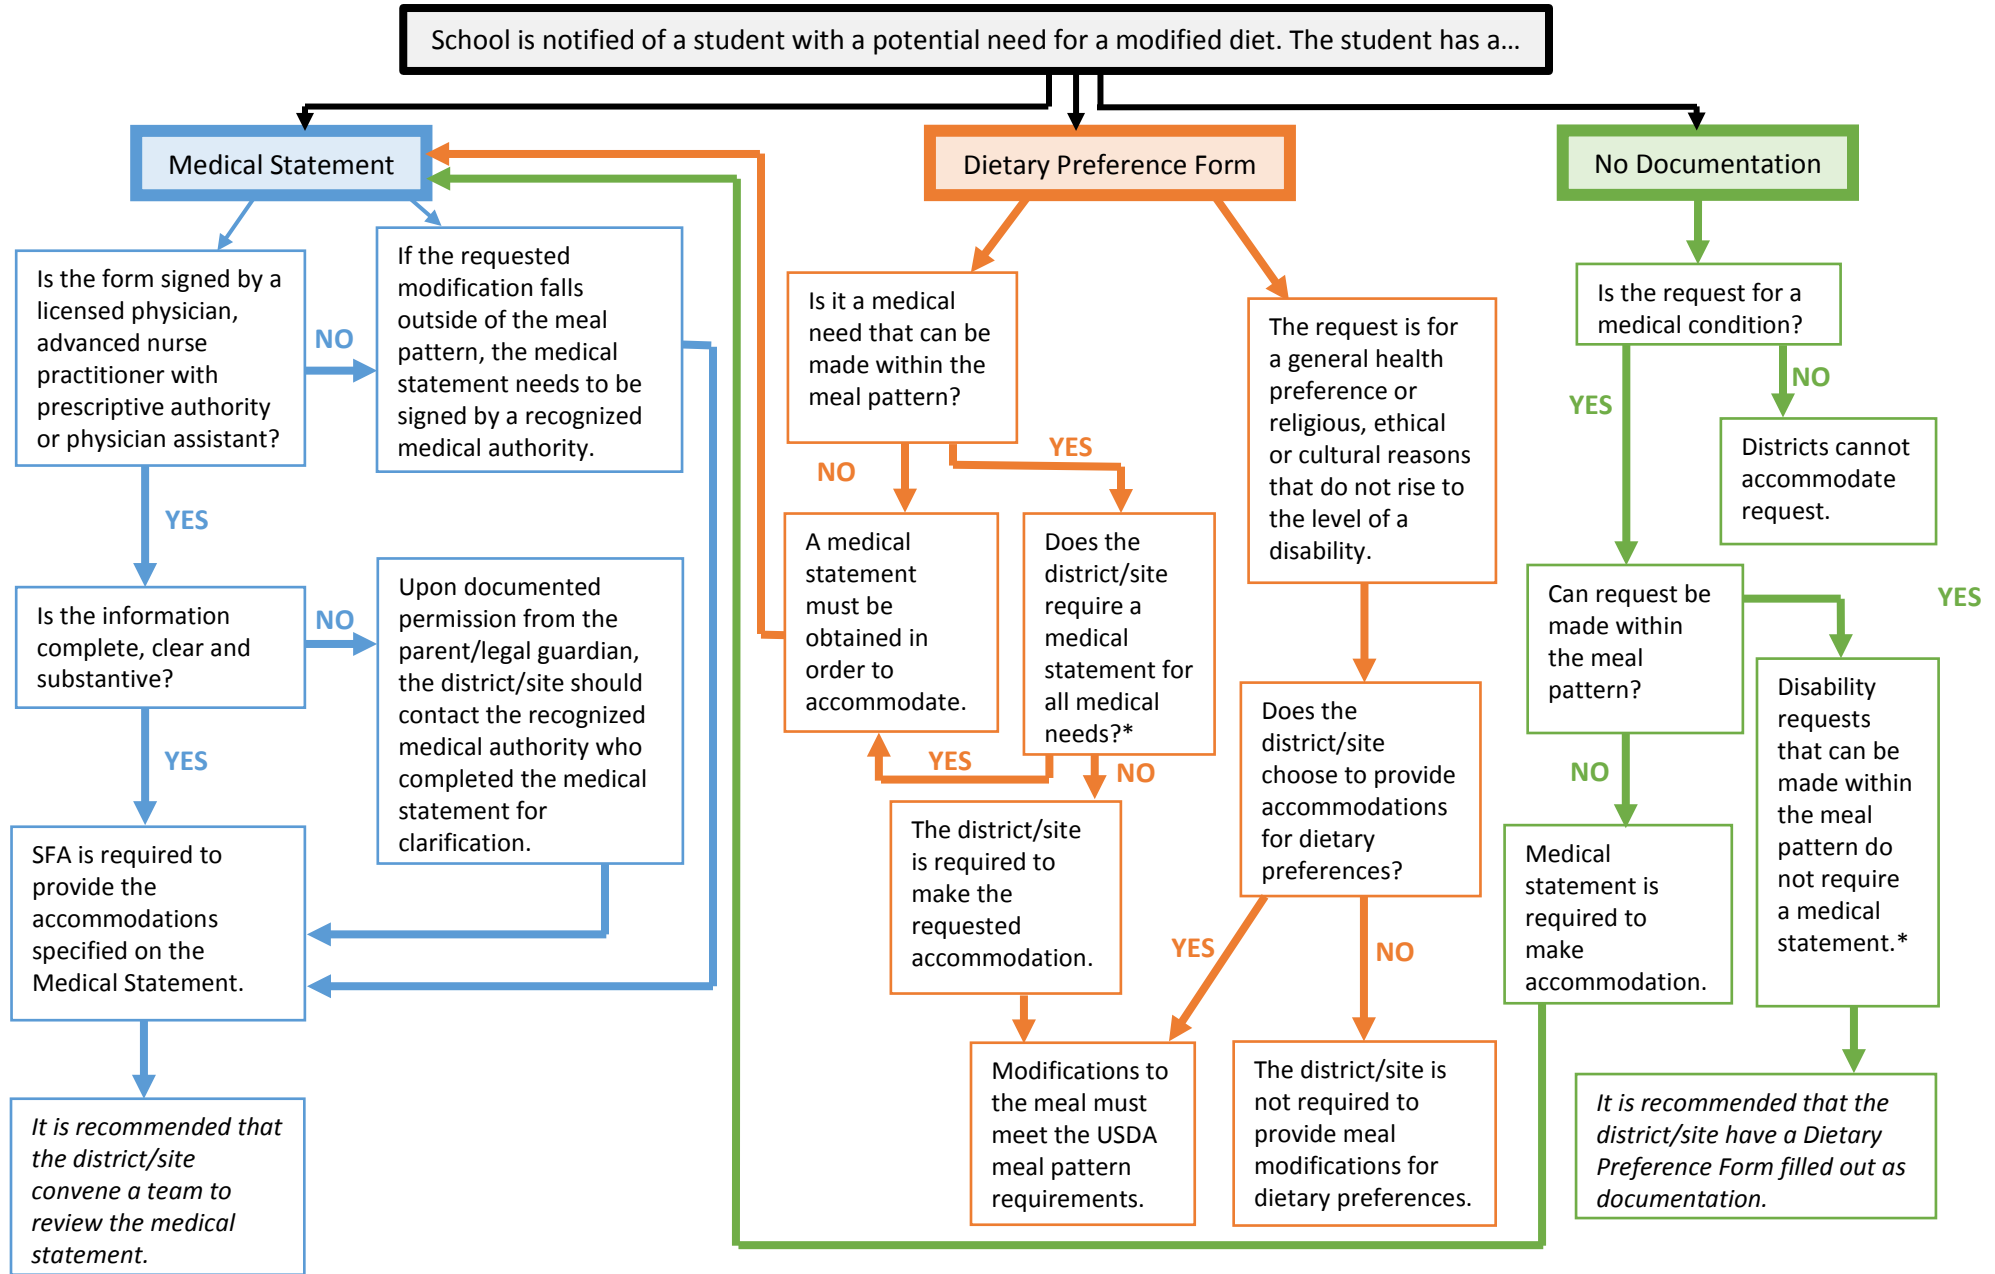 School is notified of a student with a potential need for a modified diet. The student has a…
Medical Statement
Is the form signed by a
licensed physician,
advanced nurse
practitioner with
prescriptive authority
or physician assistant?
NO
If the requested
modification falls
outside of the meal
pattern, the medical
statement needs to be
signed by a recognized
medical authority.
YES
Is the information
complete, clear and
substantive?
NO
Upon documented
permission from the
parent/legal guardian,
the district/site should
contact the recognized
medical authority who
completed the medical
statement for
clarification.
YES
SFA is required to
provide the
accommodations
specified on the
Medical Statement.
It is recommended that
the district/site
convene a team to
review the medical
statement.
Dietary Preference Form
Is it a medical
need that can be
made within the
meal pattern?
NO
YES
A medical
statement
must be
obtained in
order to
accommodate.
Does the
district/site
require a
medical
statement for
all medical
needs?*
YES
NO
The district/site
is required to
make the
requested
accommodation.
The request is for
a general health
preference or
religious, ethical
or cultural reasons
that do not rise to
the level of a
disability.
Does the
district/site
choose to provide
accommodations
for dietary
preferences?
YES
NO
Modifications to
the meal must
meet the USDA
meal pattern
requirements.
The district/site is
not required to
provide meal
modifications for
dietary preferences.
No Documentation
Is the request for a
medical condition?
YES
NO
Districts cannot
accommodate
request.
Can request be
made within
the meal
pattern?
YES
NO
Disability
requests
that can be
made within
the meal
pattern do
not require
a medical
statement.*
Medical
statement is
required to
make
accommodation.
It is recommended that the
district/site have a Dietary
Preference Form filled out as
documentation.